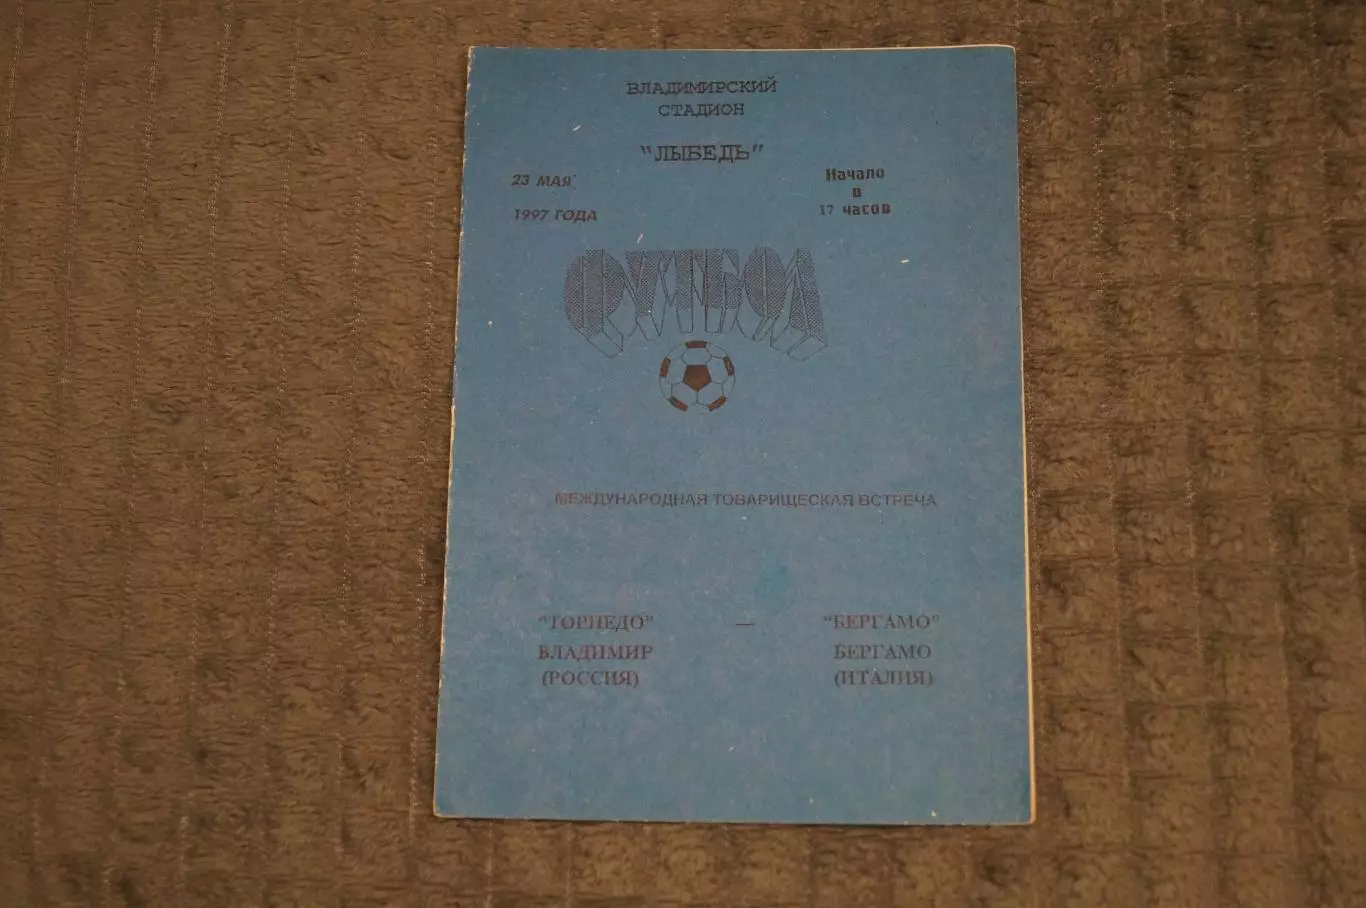 ВЛАДИМИРСКИЙ
СТАДИОН
"ЛЫБЕДЬ"
23 МАЯ
1997 ГОДА
Начало
в
17 часов
ФУТБОЛ
МЕЖДУНАРОДНАЯ ТОВАРИЩЕСКАЯ ВСТРЕЧА
"ТОРПЕДО" — "БЕРГАМО"
ВЛАДИМИР БЕРГАМО
(РОССИЯ) (ИТАЛИЯ)